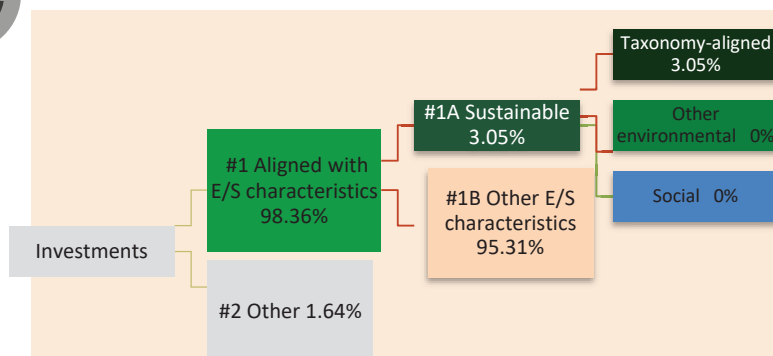 Investments
#1 Aligned with
E/S characteristics
98.36%
#2 Other 1.64%
#1A Sustainable
3.05%
#1B Other E/S
characteristics
95.31%
Taxonomy-aligned
3.05%
Other
environmental 0%
Social 0%